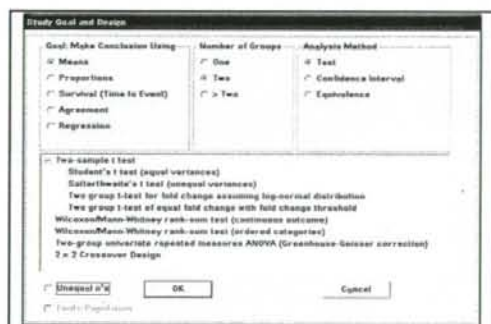 Study Goal and Design
Goal: Make Conclusion Using
Number of Groups
Analysis Method
Means
Proportions
Survival (Time to Event)
Agreement
Regression
One
Two
> Two
Test
Confidence Interval
Equivalence
Two-sample t test
Student's t test (equal variances)
Satterthwaite's t test (unequal variances)
Two group t-test for fold change assuming log-normal distribution
Two group t-test of equal fold change with fold change threshold
Wilcoxon/Mann-Whitney rank-sum test (continuous outcome)
Wilcoxon/Mann-Whitney rank-sum test (ordered categories)
Two-group univariate repeated measures ANOVA (Greenhouse-Geisser correction)
2 x 2 Crossover Design
Unequal n's
OK
Cancel